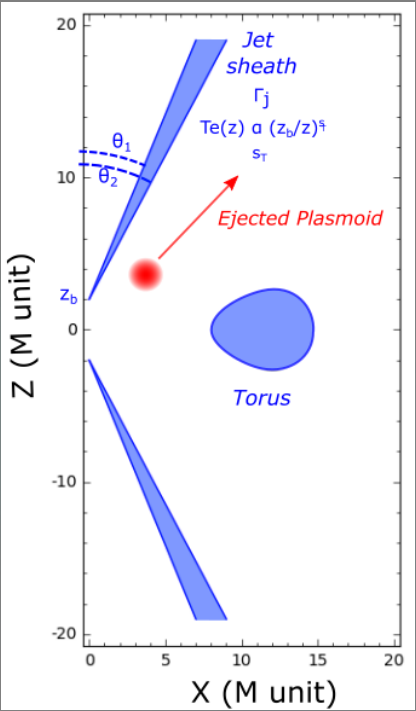 20
Jet
sheath
Γj
Te(z) α (zb/z)^sT
sT
θ1
θ2
10
Ejected Plasmoid
zb
0
Torus
-10
-20
0
5
10
15
20
X (M unit)
Z (M unit)